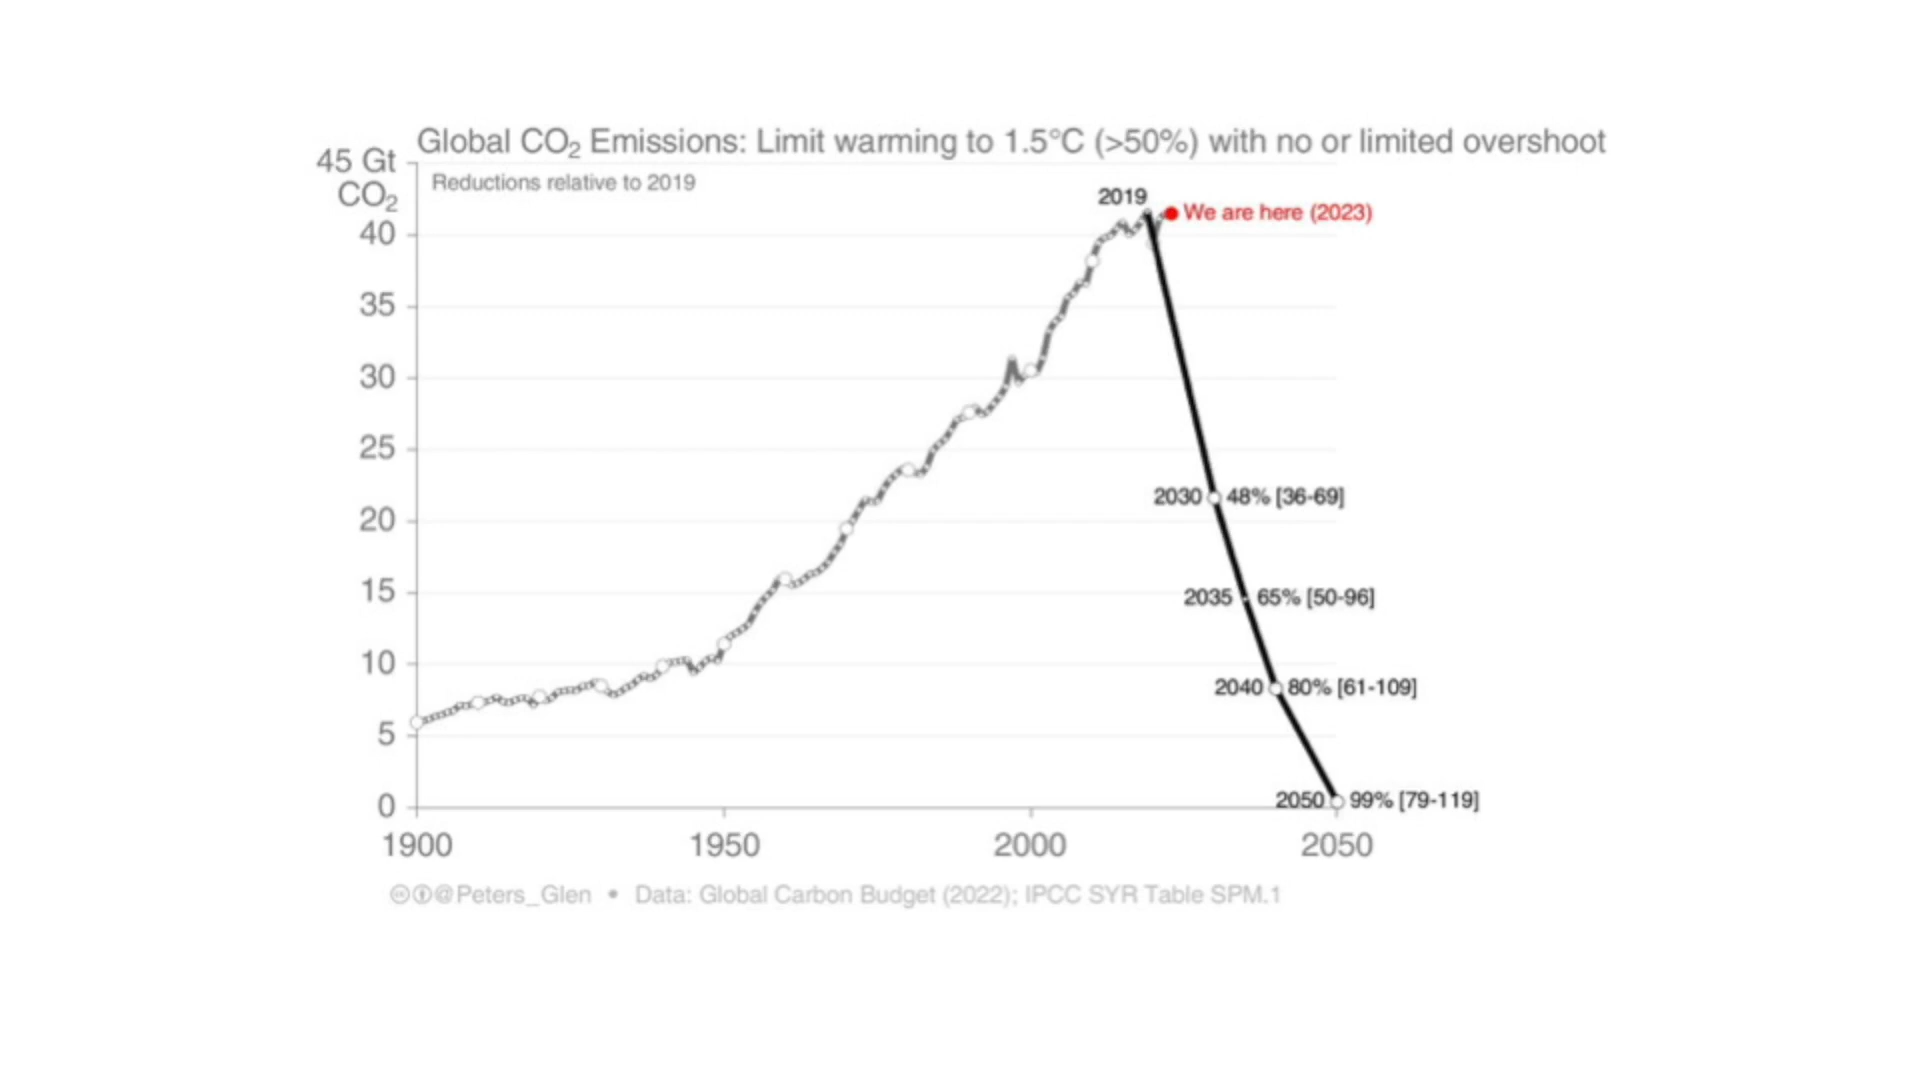 Global CO₂ Emissions: Limit warming to 1.5°C (>50%) with no or limited overshoot
45 Gt
CO₂
Reductions relative to 2019
2019
We are here (2023)
40
35
30
25
20
15
10
5
0
2030 48% [36-69]
2035 65% [50-96]
2040 80% [61-109]
2050 99% [79-119]
1900 1950 2000 2050
@Peters_Glen • Data: Global Carbon Budget (2022); IPCC SYR Table SPM.1